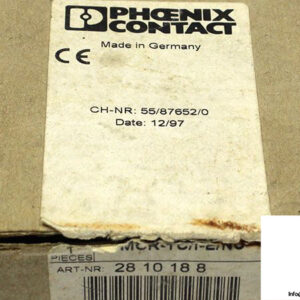 PHŒNIX
CONTACT
Made in Germany
CE
CH-NR: 55/87652/0
Date: 12/97
PIECES
ART-NR: 28 10 18 8